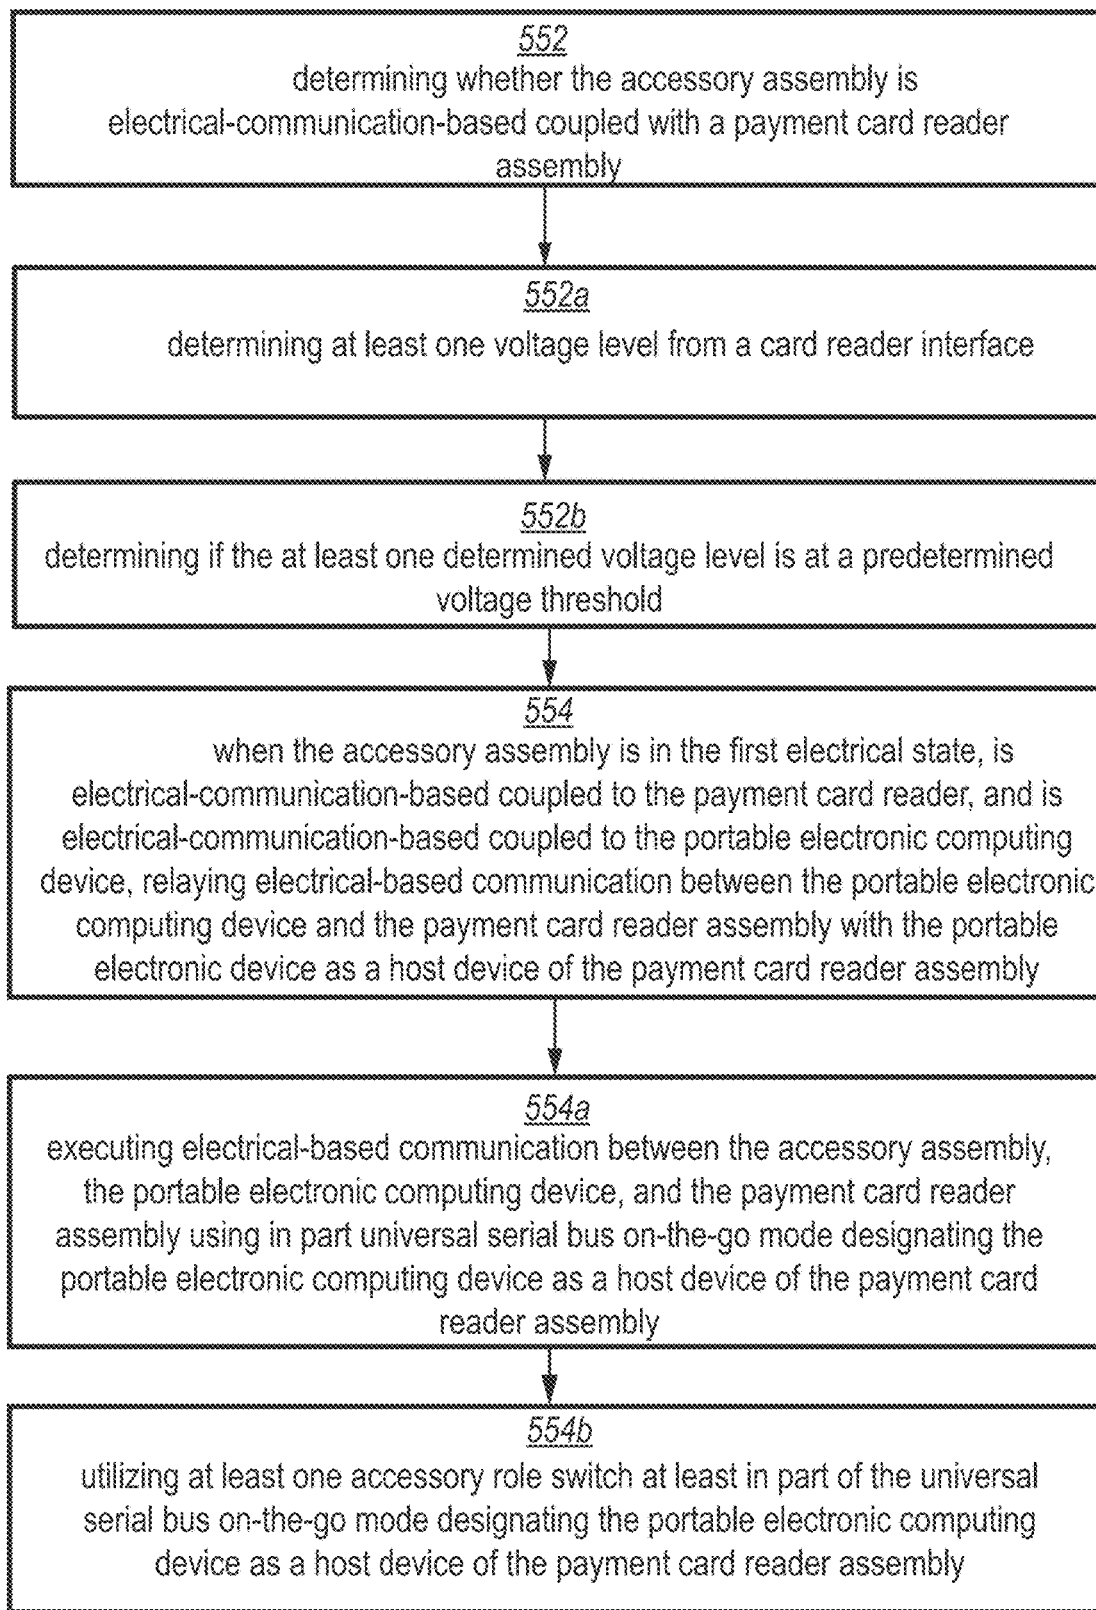 552
determining whether the accessory assembly is
electrical-communication-based coupled with a payment card reader
assembly
552a
determining at least one voltage level from a card reader interface
552b
determining if the at least one determined voltage level is at a predetermined
voltage threshold
554
when the accessory assembly is in the first electrical state, is
electrical-communication-based coupled to the payment card reader, and is
electrical-communication-based coupled to the portable electronic computing
device, relaying electrical-based communication between the portable electronic
computing device and the payment card reader assembly with the portable
electronic device as a host device of the payment card reader assembly
554a
executing electrical-based communication between the accessory assembly,
the portable electronic computing device, and the payment card reader
assembly using in part universal serial bus on-the-go mode designating the
portable electronic computing device as a host device of the payment card
reader assembly
554b
utilizing at least one accessory role switch at least in part of the universal
serial bus on-the-go mode designating the portable electronic computing
device as a host device of the payment card reader assembly